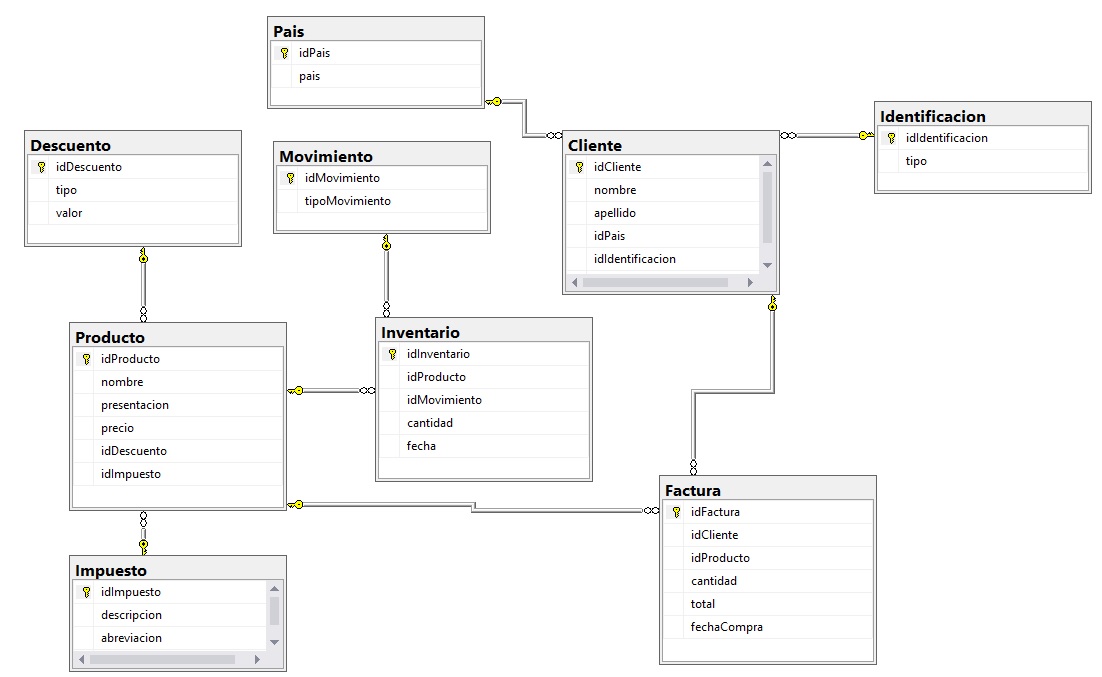 Pais
idPais
pais
Descuento
idDescuento
tipo
valor
Movimiento
idMovimiento
tipoMovimiento
Cliente
idCliente
nombre
apellido
idPais
idIdentificacion
Identificacion
idIdentificacion
tipo
Producto
idProducto
nombre
presentacion
precio
idDescuento
idImpuesto
Inventario
idInventario
idProducto
idMovimiento
cantidad
fecha
Factura
idFactura
idCliente
idProducto
cantidad
total
fechaCompra
Impuesto
idImpuesto
descripcion
abreviacion